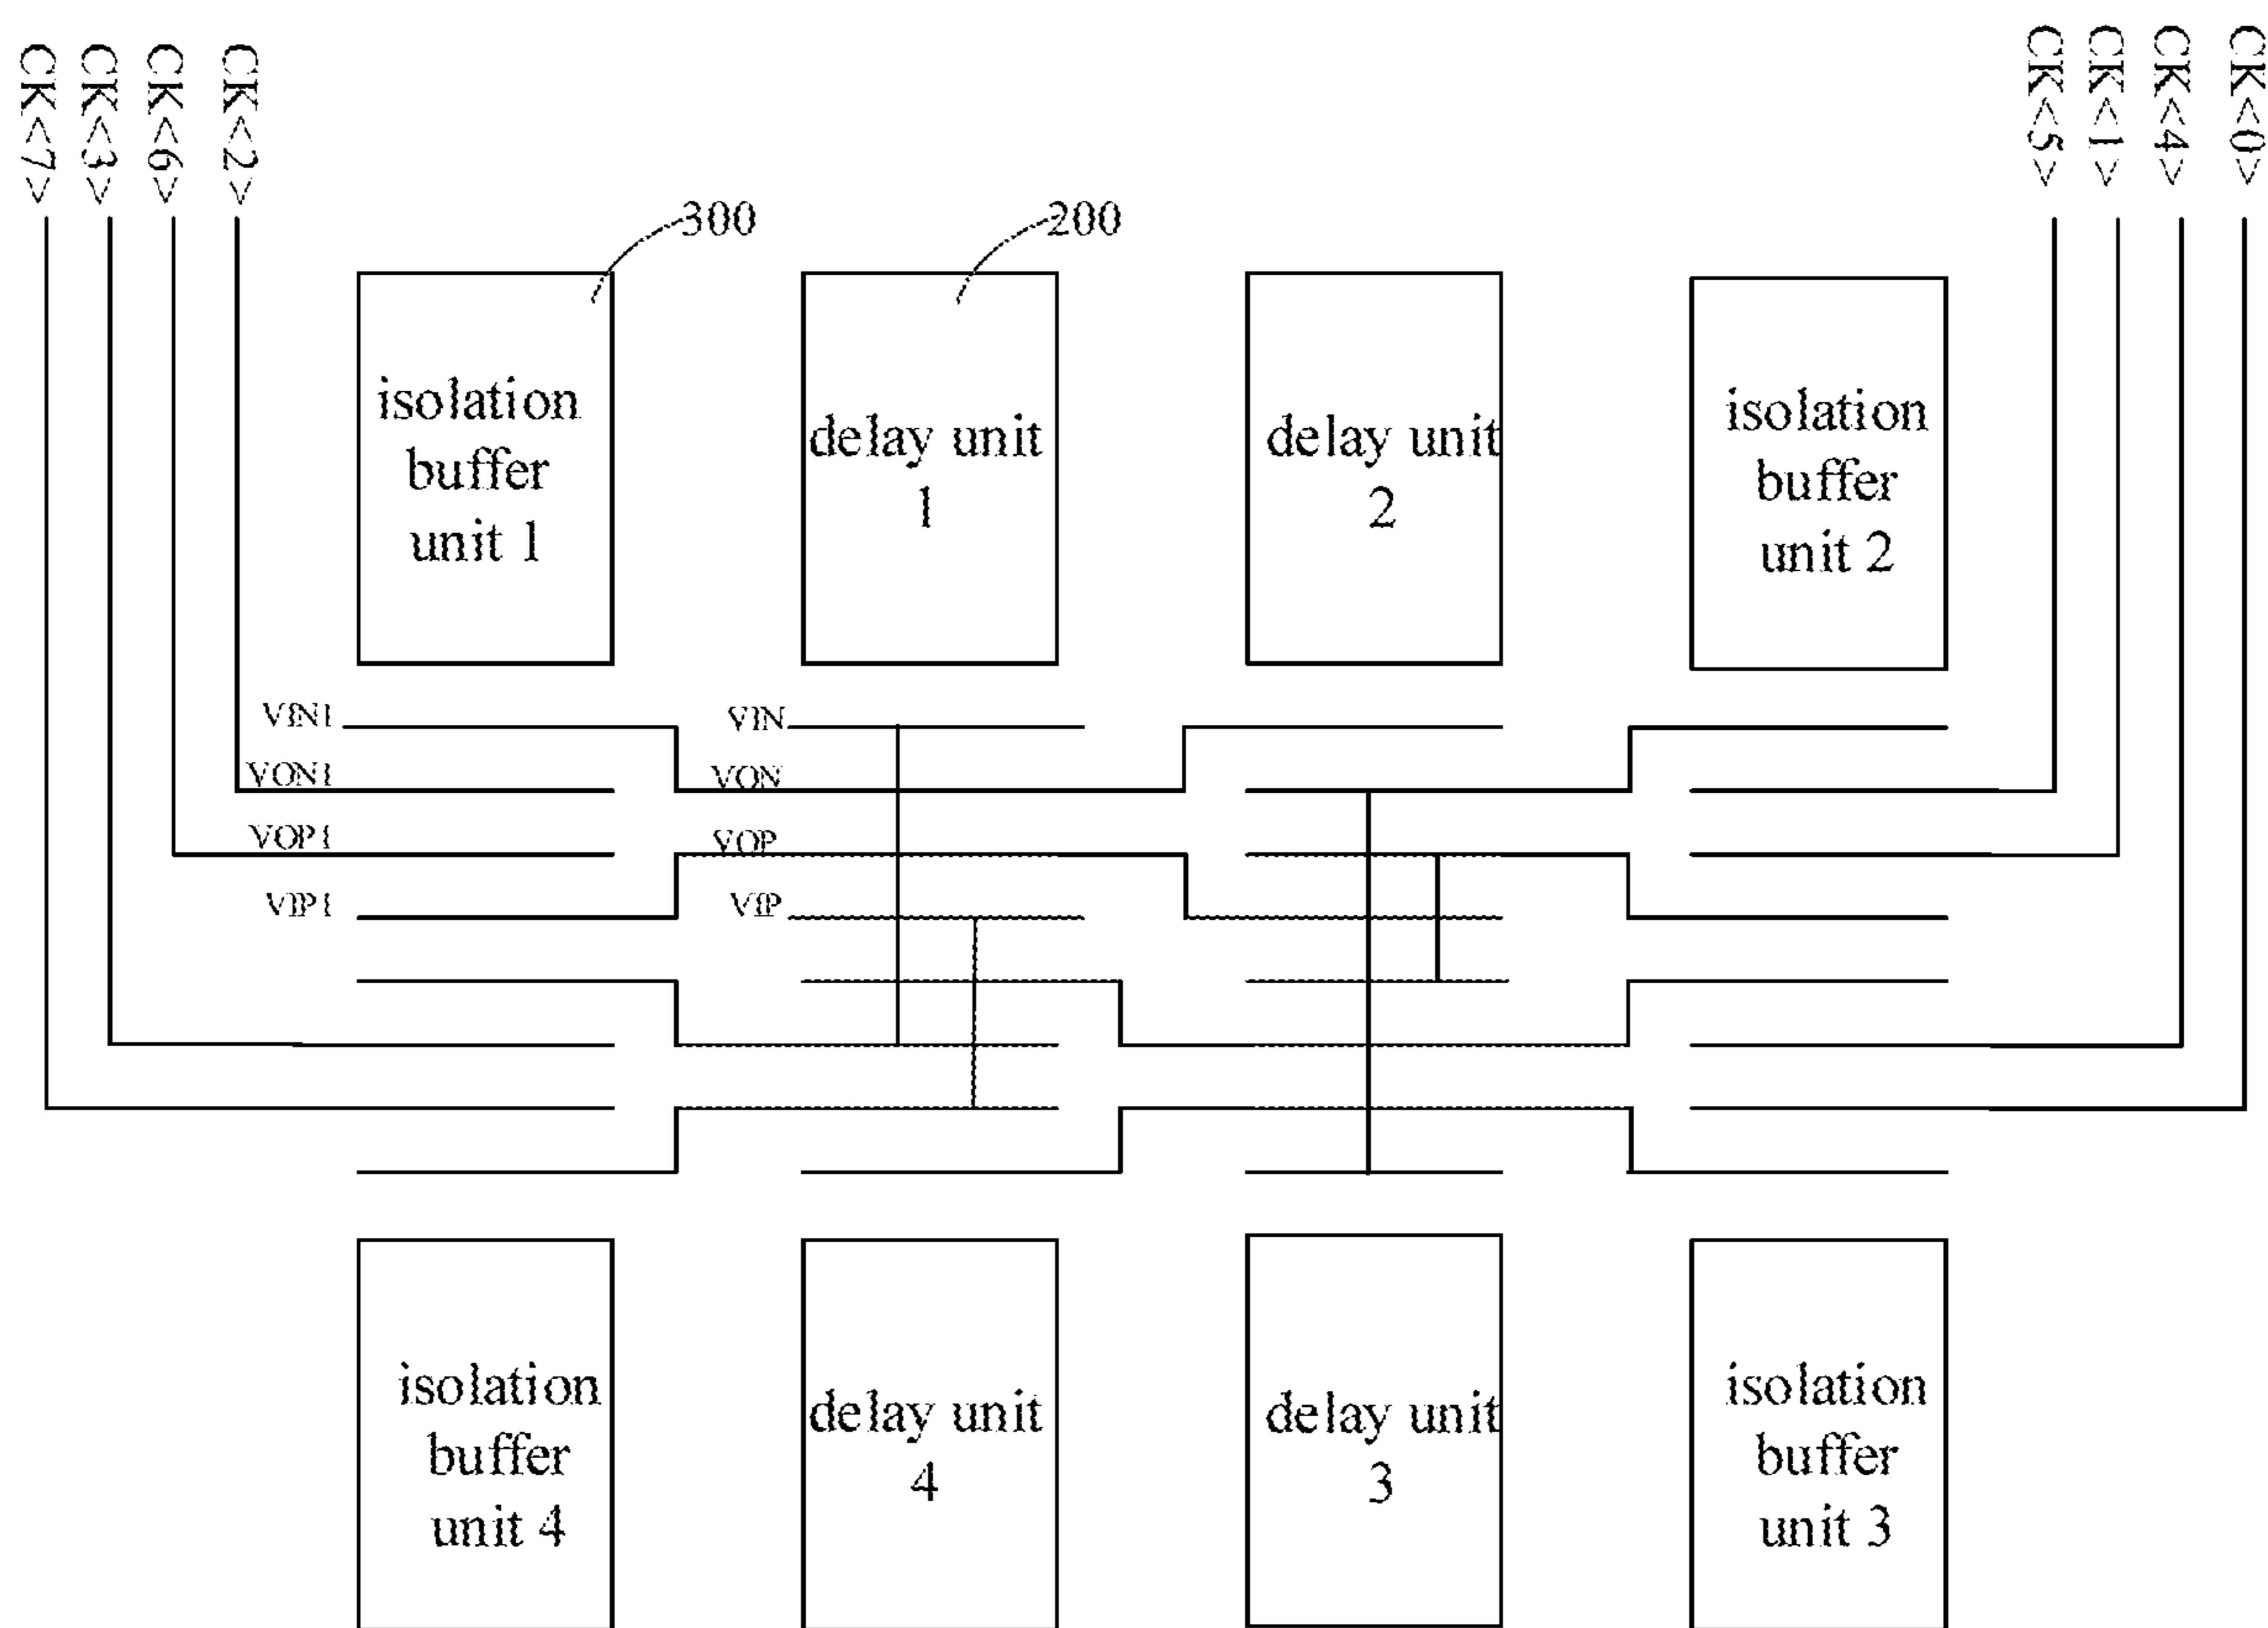 CK<7>
CK<3>
CK<6>
CK<2>
CK<5>
CK<1>
CK<4>
CK<0>
300
200
isolation
buffer
unit 1
delay unit
1
delay unit
2
isolation
buffer
unit 2
VIN1
VIN
VON1
VON
VOP1
VOP
VIP1
VIP
isolation
buffer
unit 4
delay unit
4
delay unit
3
isolation
buffer
unit 3